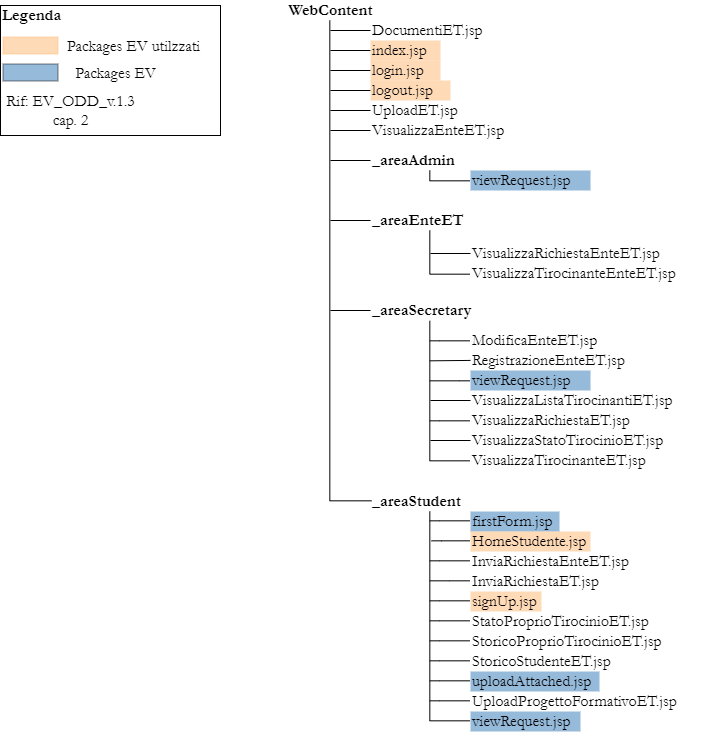 Legenda
Packages EV utilzzati
Packages EV
Rif: EV_ODD_v.1.3
cap. 2
WebContent
DocumentiET.jsp
index.jsp
login.jsp
logout.jsp
UploadET.jsp
VisualizzaEnteET.jsp
_areaAdmin
viewRequest.jsp
_areaEnteET
VisualizzaRichiestaEnteET.jsp
VisualizzaTirocinanteEnteET.jsp
_areaSecretary
ModificaEnteET.jsp
RegistrazioneEnteET.jsp
viewRequest.jsp
VisualizzaListaTirocinantiET.jsp
VisualizzaRichiestaET.jsp
VisualizzaStatoTirocinioET.jsp
VisualizzaTirocinanteET.jsp
_areaStudent
firstForm.jsp
HomeStudente.jsp
InviaRichiestaEnteET.jsp
InviaRichiestaET.jsp
signUp.jsp
StatoProprioTirocinioET.jsp
StoricoProprioTirocinioET.jsp
StoricoStudenteET.jsp
uploadAttached.jsp
UploadProgettoFormativoET.jsp
viewRequest.jsp